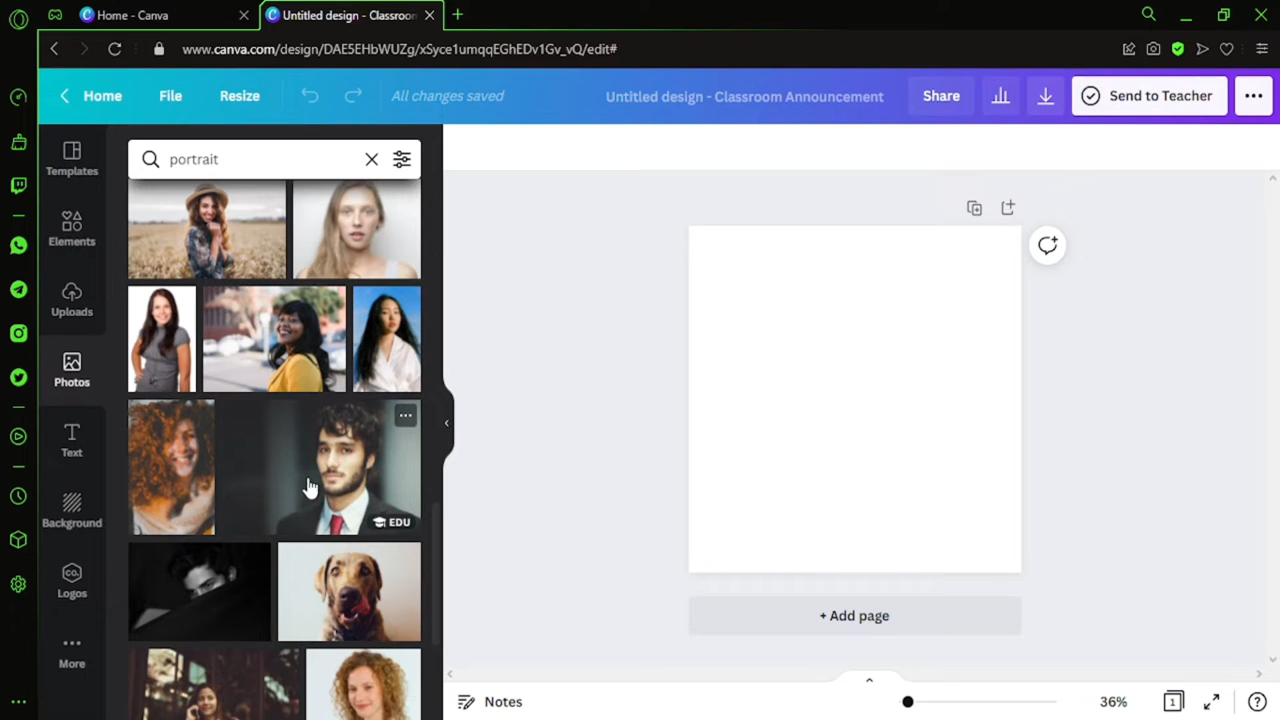 Home - Canva
Untitled design - Classroom
www.canva.com/design/DAE5EHbWUZg/xSyce1umqqEGhEDv1Gv_vQ/edit#
Home
File
Resize
All changes saved
Untitled design - Classroom Announcement
Share
Send to Teacher
Templates
Elements
Uploads
Photos
Text
Background
CO.
Logos
More
portrait
EDU
+ Add page
Notes
36%
1